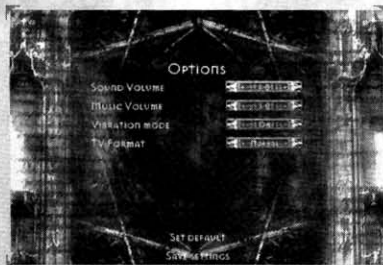 Options
Sound Volume
Music Volume
Vibration mode
TV Format
Set default
Save settings